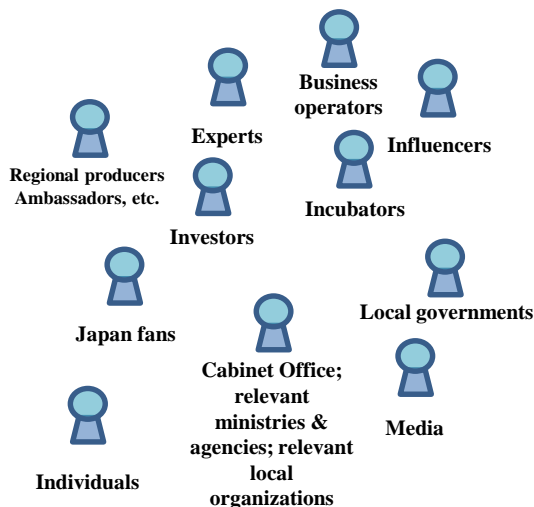 Business
operators
Experts
Influencers
Regional producers
Ambassadors, etc.
Incubators
Investors
Local governments
Japan fans
Cabinet Office;
relevant
ministries &
agencies; relevant
local
organizations
Media
Individuals